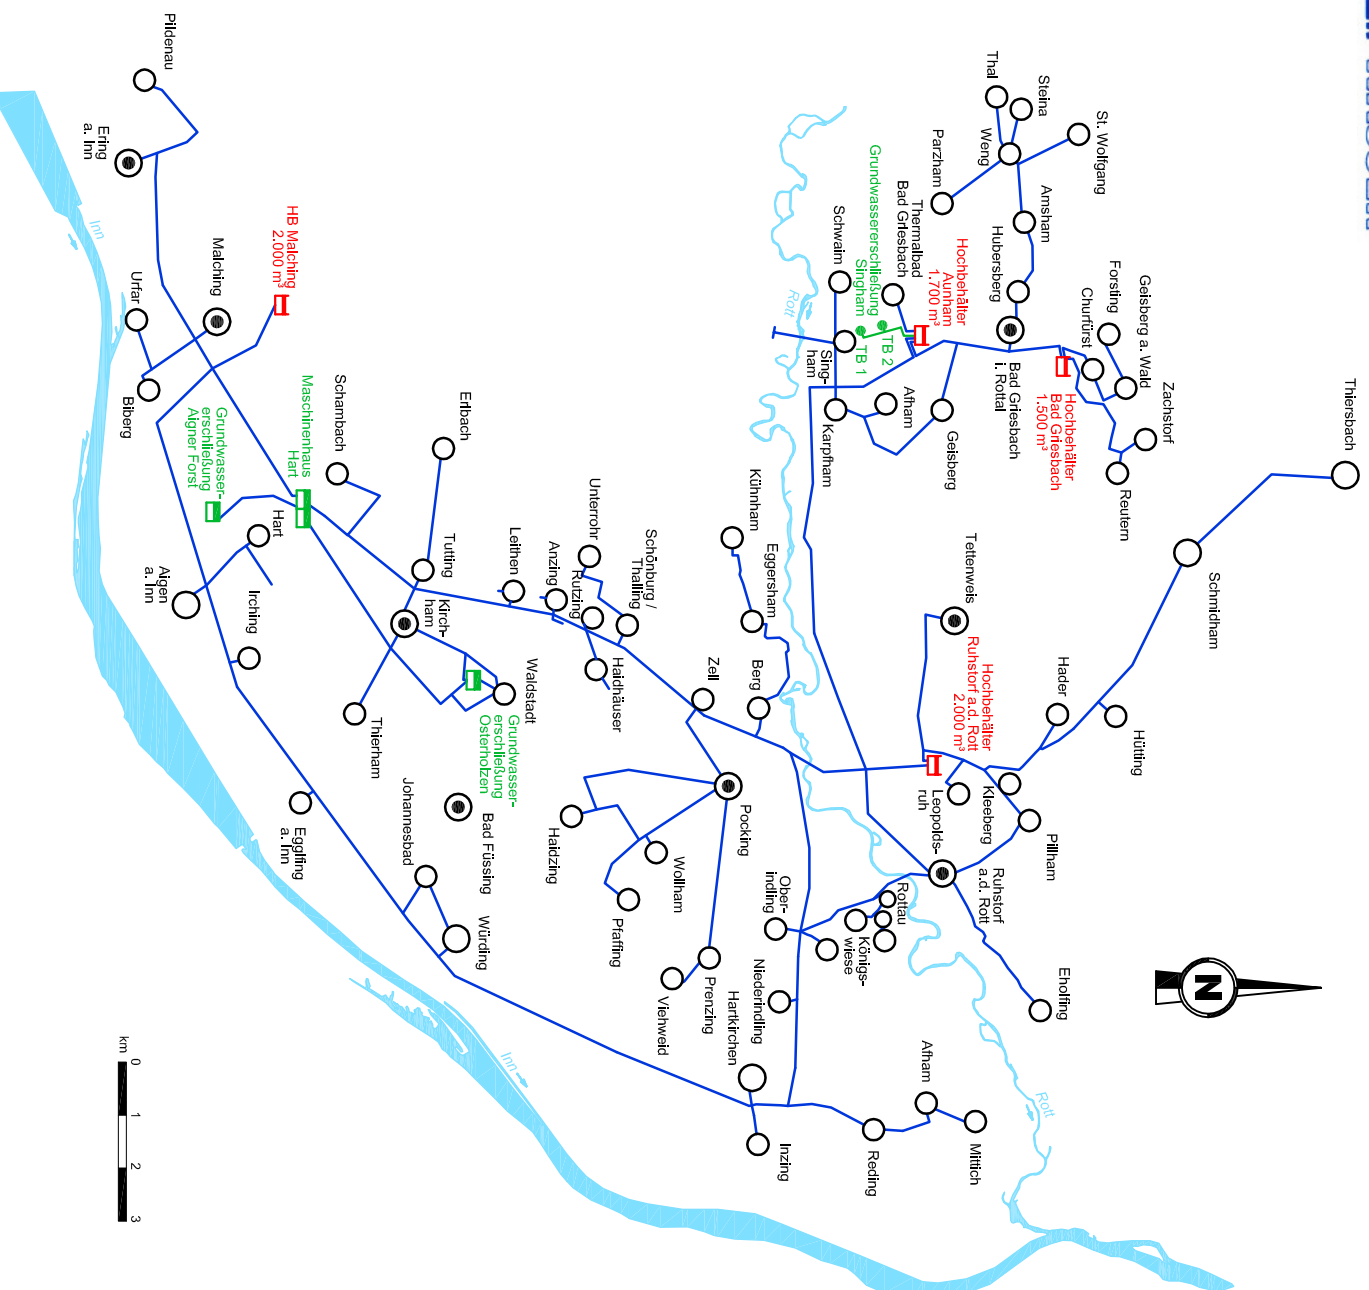 Thiersbach
Schmidham
Hütting
Hader
Geisberg a. Wald
Forsting
Churfürst
Zachstorf
Reutern
Hochbehälter
Bad Griesbach
1.500 m³
St. Wolfgang
Steina
Thal
Weng
Parzham
Amsham
Hubersberg
Bad Griesbach
i. Rottal
Hochbehälter
Aunham
1.700 m³
Thermalbad
Bad Griesbach
Grundwassererschließung
Singham
TB 2
TB 1
Schwaim
Sing-
ham
Karpfham
Afham
Geisberg
Rott
Tettenweis
Hochbehälter
Ruhstorf a.d. Rott
2.000 m³
Kleeberg
Leopolds-
ruh
Pillham
Ruhstorf
a.d. Rott
Eholfing
Rottau
Königs-
wiese
Ober-
indling
Niederindling
Hartkirchen
Inzing
Reding
Afham
Mittich
Rott
Kühnham
Eggersham
Berg
Zell
Pocking
Schönburg /
Thalling
Unterrohr
Rutzing
Anzing
Leithen
Haidhäuser
Haidzing
Wollham
Pfaffing
Prenzing
Viehweid
Erlbach
Tutting
Kirch-
ham
Waldstadt
Grundwasser-
erschließung
Osterholzen
Thierham
Bad Füssing
Johannesbad
Würding
Egglfing
a. Inn
Schambach
Maschinenhaus
Hart
Grundwasser-
erschließung
Aigner Forst
Hart
Irching
Aigen
a. Inn
HB Malching
2.000 m³
Malching
Urfar
Biberg
Pildenau
Ering
a. Inn
Inn
Inn
N
km
0
1
2
3